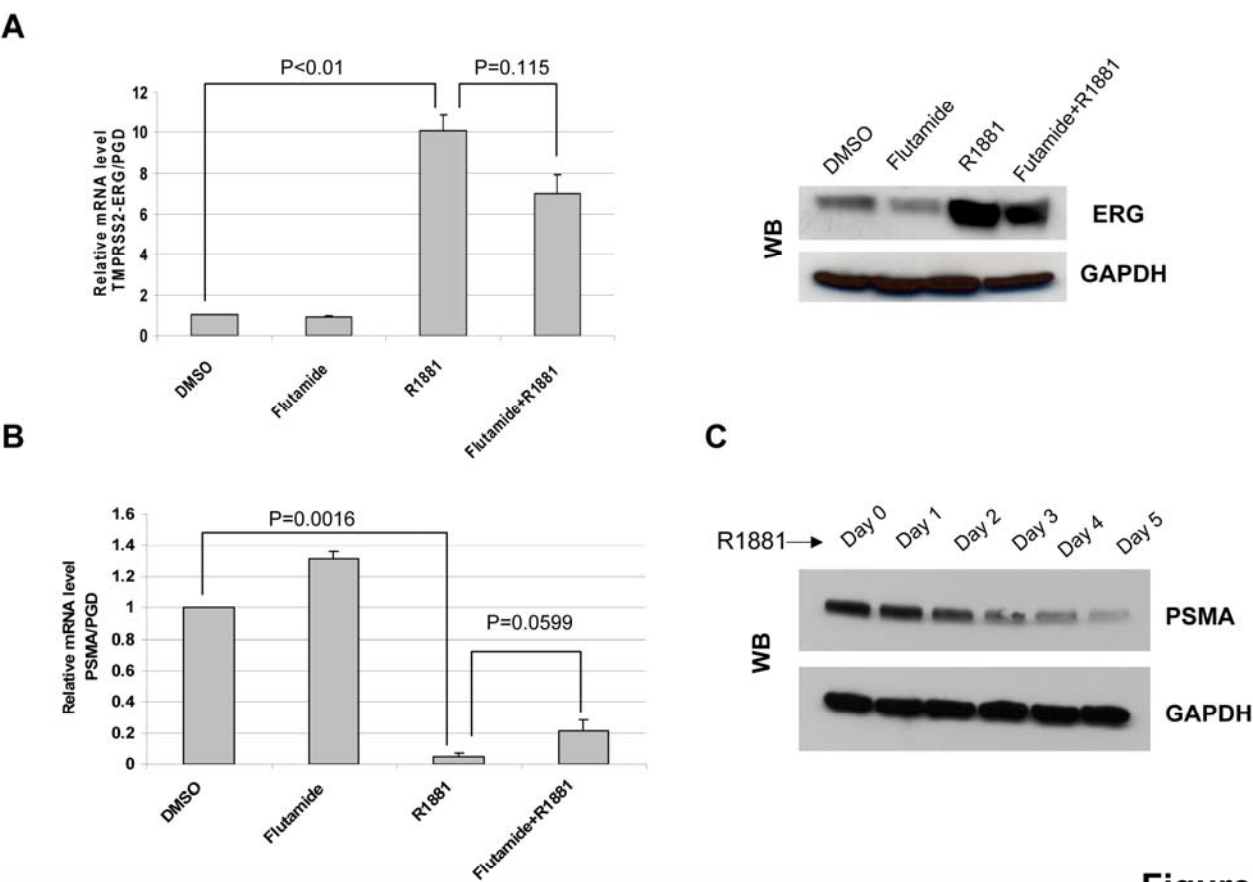 A
P<0.01
P=0.115
Relative mRNA level
TMPRSS2-ERG/PGD
12
10
8
6
4
2
0
DMSO
Flutamide
R1881
Flutamide+R1881
DMSO
Flutamide
R1881
Futamide+R1881
WB
ERG
GAPDH
B
P=0.0016
P=0.0599
Relative mRNA level
PSMA/PGD
1.6
1.4
1.2
1
0.8
0.6
0.4
0.2
0
DMSO
Flutamide
R1881
Flutamide+R1881
C
R1881
Day 0
Day 1
Day 2
Day 3
Day 4
Day 5
WB
PSMA
GAPDH
Figure